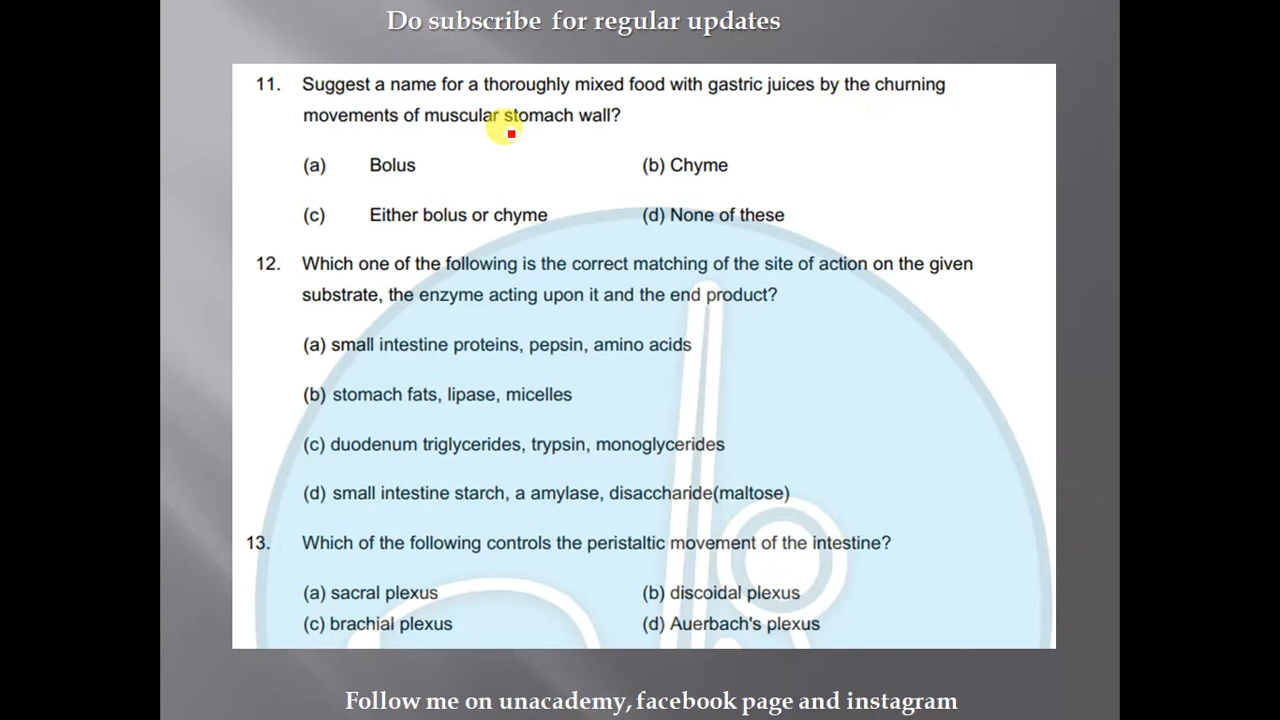 Do subscribe for regular updates
11. Suggest a name for a thoroughly mixed food with gastric juices by the churning
movements of muscular stomach wall?
(a) Bolus (b) Chyme
(c) Either bolus or chyme (d) None of these
12. Which one of the following is the correct matching of the site of action on the given
substrate, the enzyme acting upon it and the end product?
(a) small intestine proteins, pepsin, amino acids
(b) stomach fats, lipase, micelles
(c) duodenum triglycerides, trypsin, monoglycerides
(d) small intestine starch, a amylase, disaccharide(maltose)
13. Which of the following controls the peristaltic movement of the intestine?
(a) sacral plexus (b) discoidal plexus
(c) brachial plexus (d) Auerbach's plexus
Follow me on unacademy, facebook page and instagram